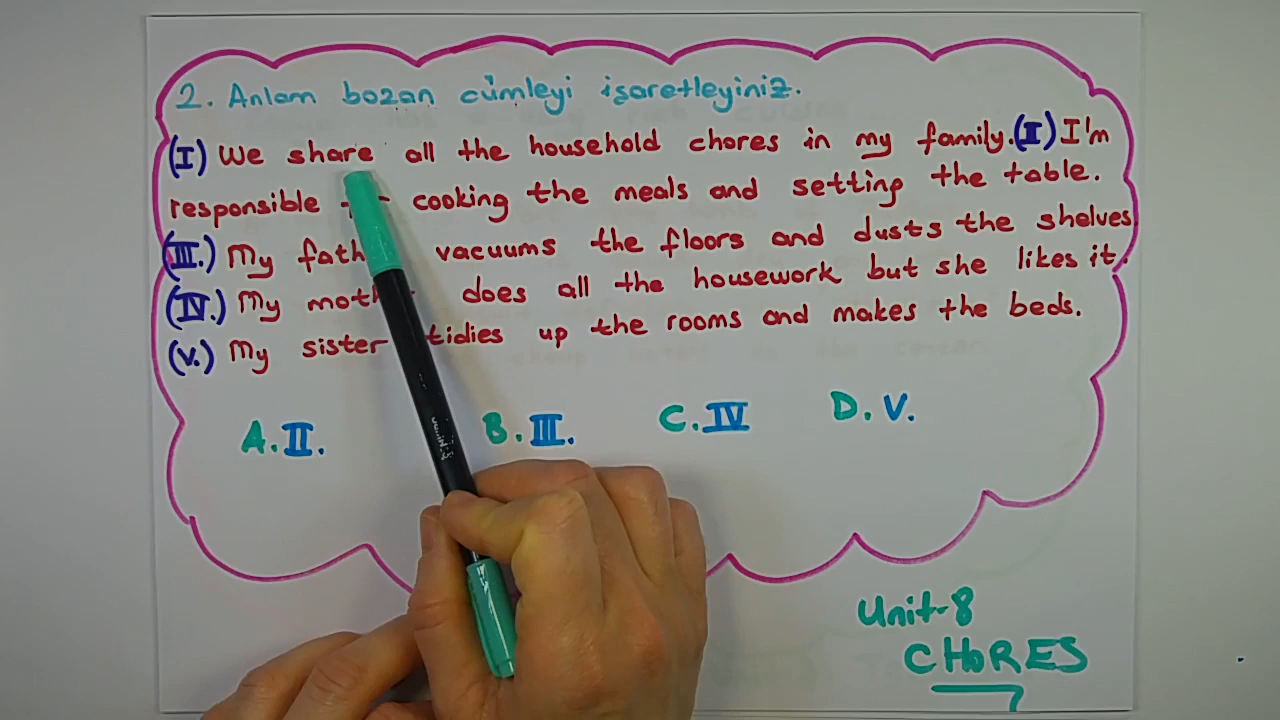 2. Anlam bozan cümleyi işaretleyiniz.
(I) We share all the household chores in my family. (II) I'm
responsible cooking the meals and setting the table.
(III.) My vacuums the floors and dusts the shelves.
(IV.) My does all the housework but she likes it.
(V.) My sister tidies up the rooms and makes the beds.
A. II. B. III. C. IV D. V.
Unit-8
CHORES